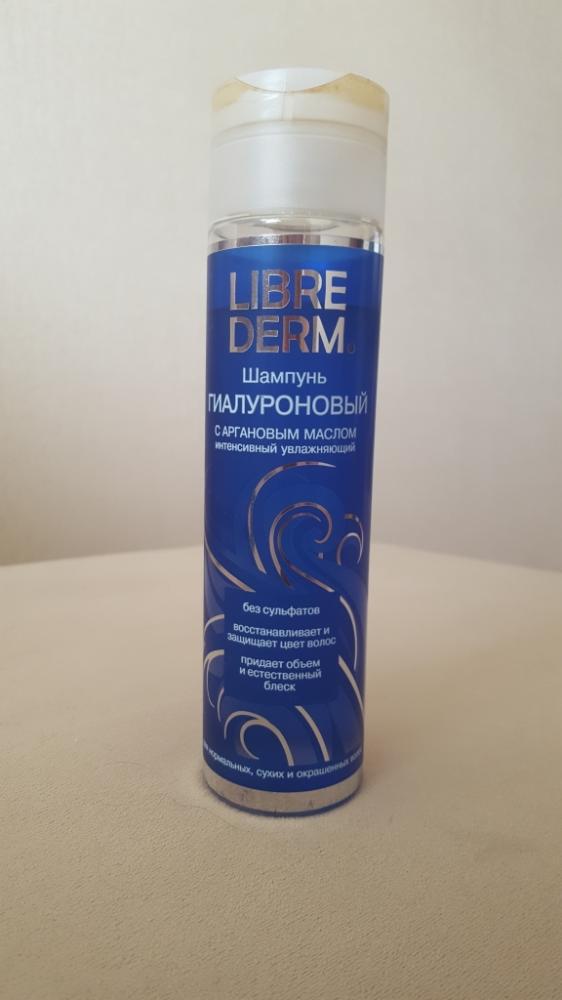 LIBRE
DERM.
Шампунь
ГИАЛУРОНОВЫЙ
С АРГАНОВЫМ МАСЛОМ
интенсивный увлажняющий
без сульфатов
восстанавливает и
защищает цвет волос
придает объем
и естественный
блеск
нормальных, сухих и окрашенных волос